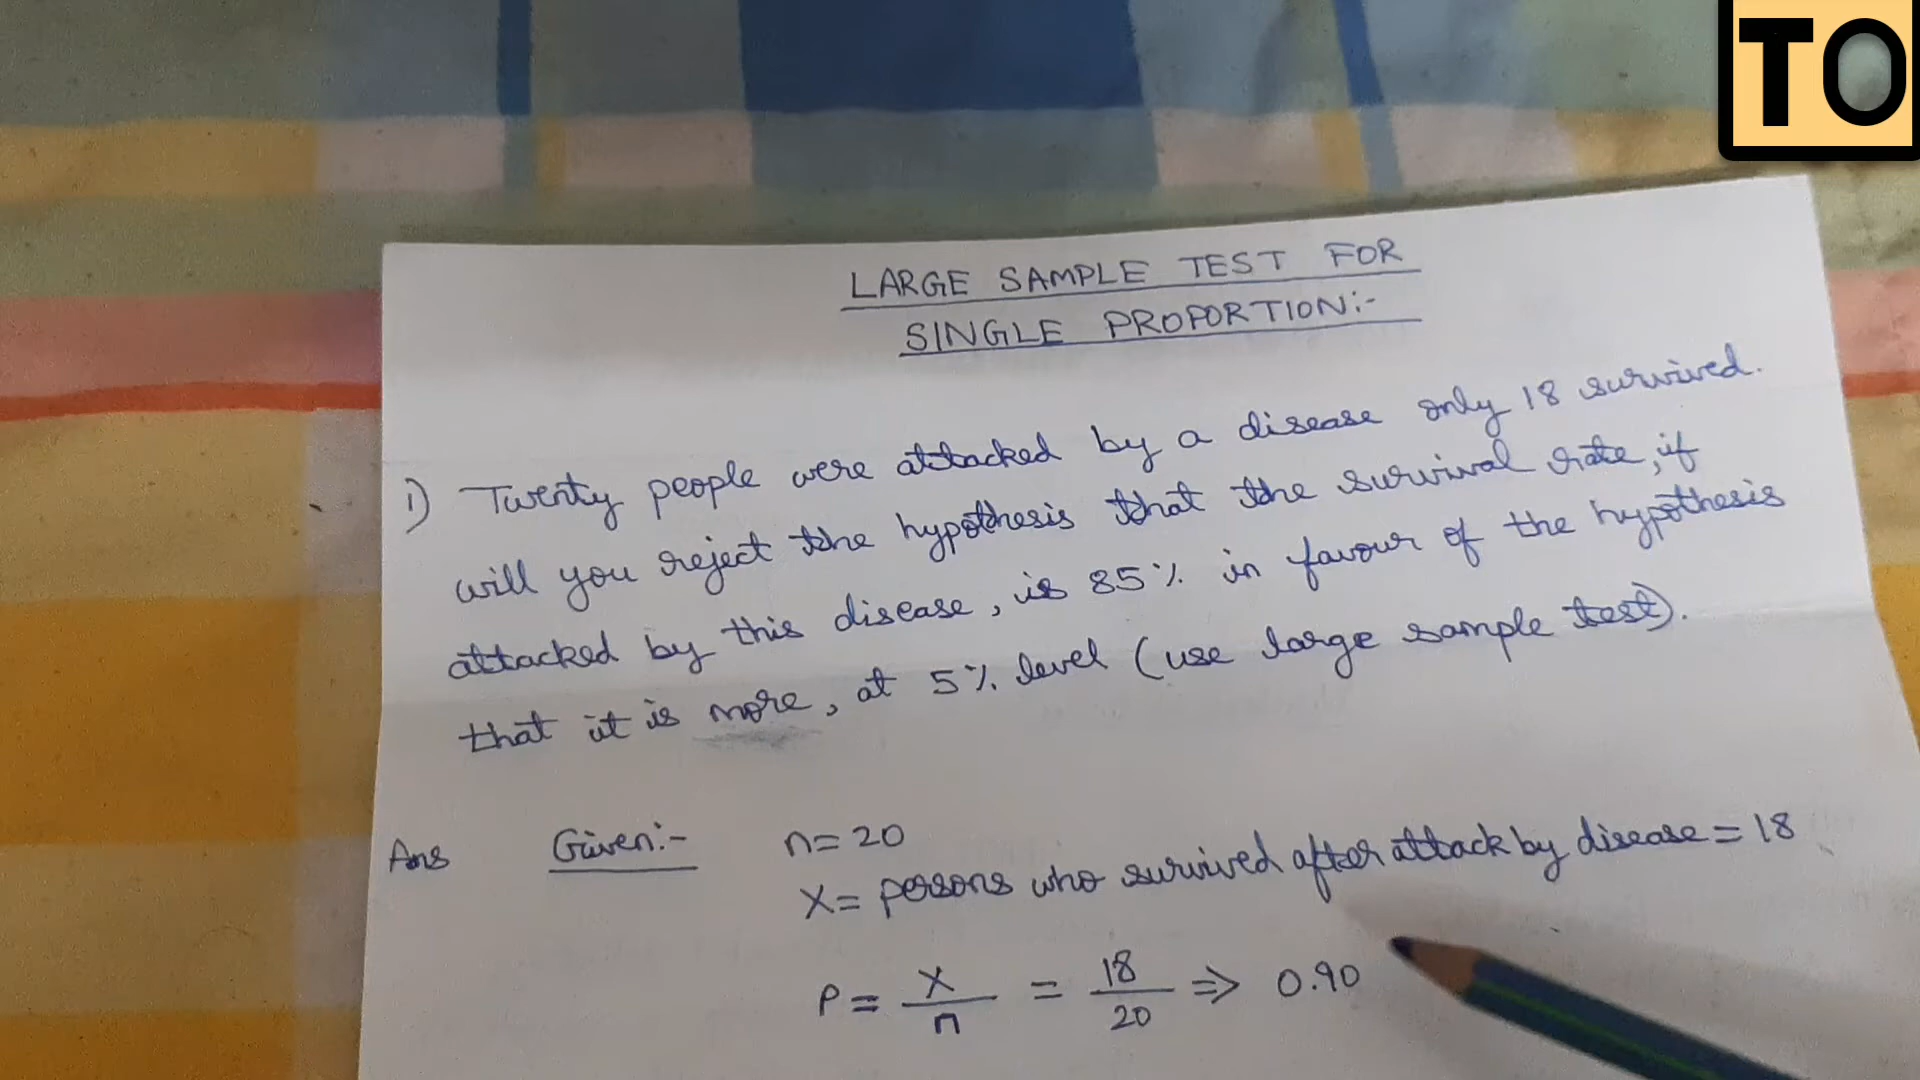 TO
LARGE SAMPLE TEST FOR
SINGLE PROPORTION:-
1) Twenty people were attacked by a disease only 18 survived.
will you reject the hypothesis that the survival rate, if
attacked by this disease, is 85% in favour of the hypothesis
that it is more, at 5% level (use large sample test).
Ans Given:- n=20
X= persons who survived after attack by disease = 18
P = X/n = 18/20 ⇒ 0.90